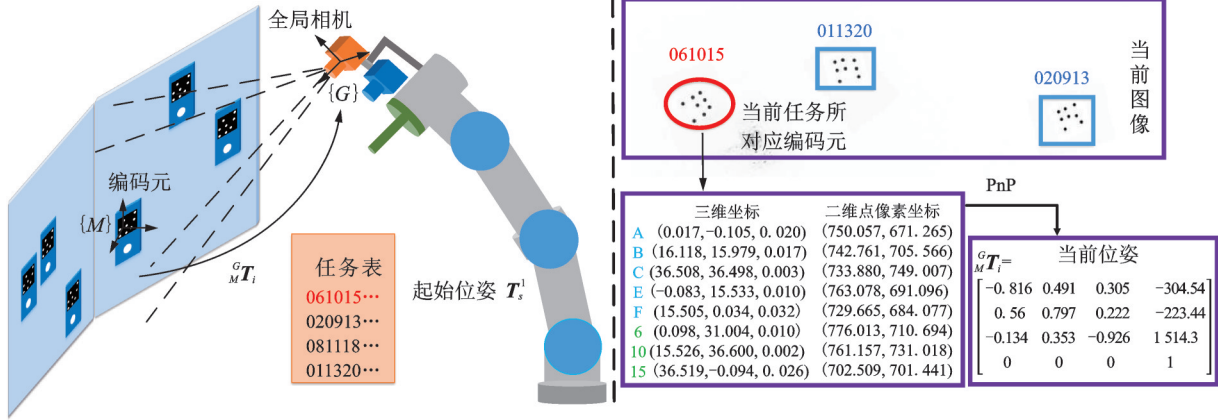 全局相机
{G}
编码元
{M}
G
M T i
任务表
061015…
020913…
081118…
011320…
起始位姿 T s 1
061015
011320
020913
当前任务所
对应编码元
当前图像
三维坐标 二维点像素坐标
A (0.017,-0.105, 0. 020) (750.057, 671. 265)
B (16.118, 15.979, 0.017) (742.761, 705. 566)
C (36.508, 36.498, 0.003) (733.880, 749. 007)
E (-0.083, 15.533, 0.010) (763.078, 691.096)
F (15.505, 0.034, 0.032) (729.665, 684. 077)
6 (0.098, 31.004, 0.010) (776.013, 710. 694)
10 (15.526, 36.600, 0.002) (761.157, 731. 018)
15 (36.519,-0.094, 0. 026) (702.509, 701. 441)
PnP
G
M T i = 当前位姿
-0. 816 0.491 0.305 -304.54
0. 56 0.797 0.222 -223.44
-0.134 0.353 -0.926 1 514.3
0 0 0 1